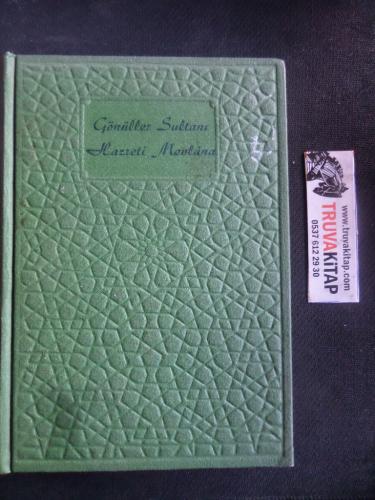 Gönüller Sultanı
Hazreti Mevlâna
www.truvakitap.com
TRUVAKİTAP
0537 612 29 30